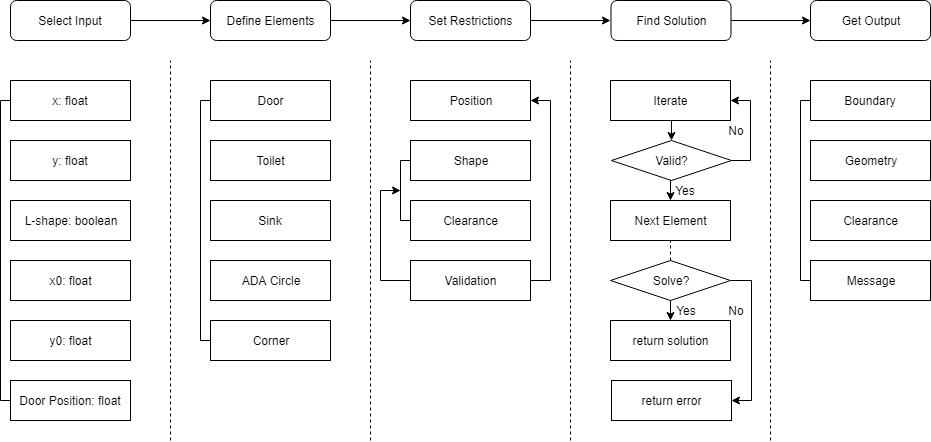 Select Input
Define Elements
Set Restrictions
Find Solution
Get Output
x: float
y: float
L-shape: boolean
x0: float
y0: float
Door Position: float
Door
Toilet
Sink
ADA Circle
Corner
Position
Shape
Clearance
Validation
Iterate
No
Valid?
Yes
Next Element
Solve?
Yes
No
return solution
return error
Boundary
Geometry
Clearance
Message